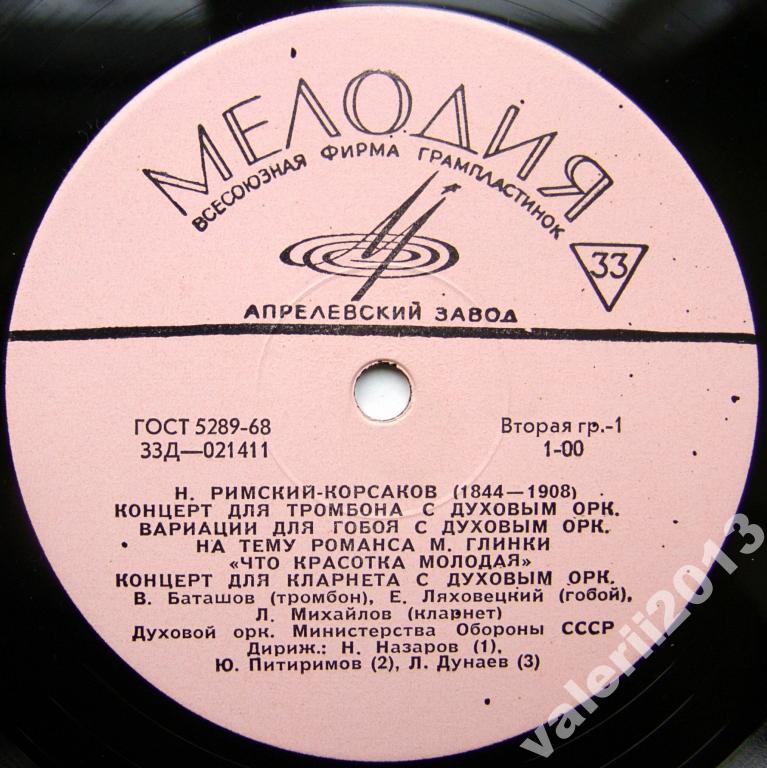 МЕЛОДИЯ
ВСЕСОЮЗНАЯ ФИРМА ГРАМПЛАСТИНОК
33
АПРЕЛЕВСКИЙ ЗАВОД
ГОСТ 5289-68
Вторая гр.-1
33Д—021411
1-00
Н. РИМСКИЙ-КОРСАКОВ (1844—1908)
КОНЦЕРТ ДЛЯ ТРОМБОНА С ДУХОВЫМ ОРК.
ВАРИАЦИИ ДЛЯ ГОБОЯ С ДУХОВЫМ ОРК.
НА ТЕМУ РОМАНСА М. ГЛИНКИ
«ЧТО КРАСОТКА МОЛОДАЯ»
КОНЦЕРТ ДЛЯ КЛАРНЕТА С ДУХОВЫМ ОРК.
В. Баташов (тромбон), Е. Ляховецкий (гобой),
Л. Михайлов (кларнет)
Духовой орк. Министерства Обороны СССР
Дириж.: Н. Назаров (1),
Ю. Питиримов (2), Л. Дунаев (3)
valerii2013